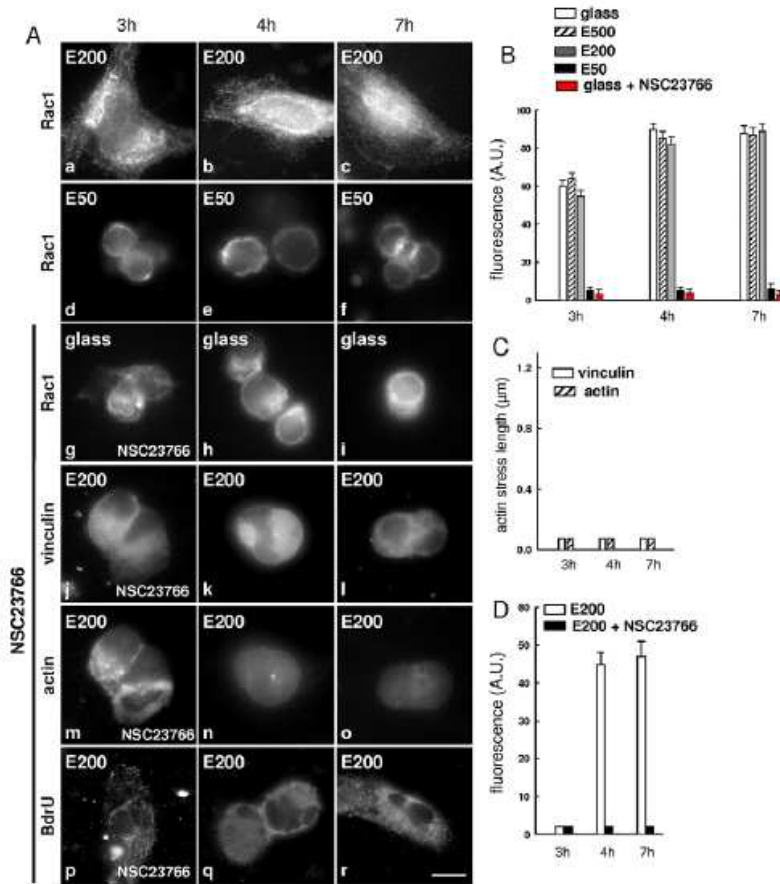 A
3h 4h 7h
Rac1
E200 E200 E200
a b c
Rac1
E50 E50 E50
d e f
NSC23766
Rac1
glass glass glass
g NSC23766 h i
vinculin
E200 E200 E200
j NSC23766 k l
actin
E200 E200 E200
m NSC23766 n o
BdrU
E200 E200 E200
p NSC23766 q r
B
glass
E500
E200
E50
glass + NSC23766
fluorescence (A.U.)
100
80
60
40
20
0
3h 4h 7h
C
vinculin
actin
actin stress length (µm)
1.2
0.8
0.4
0.0
3h 4h 7h
D
E200
E200 + NSC23766
fluorescence (A.U.)
60
50
40
30
20
10
0
3h 4h 7h